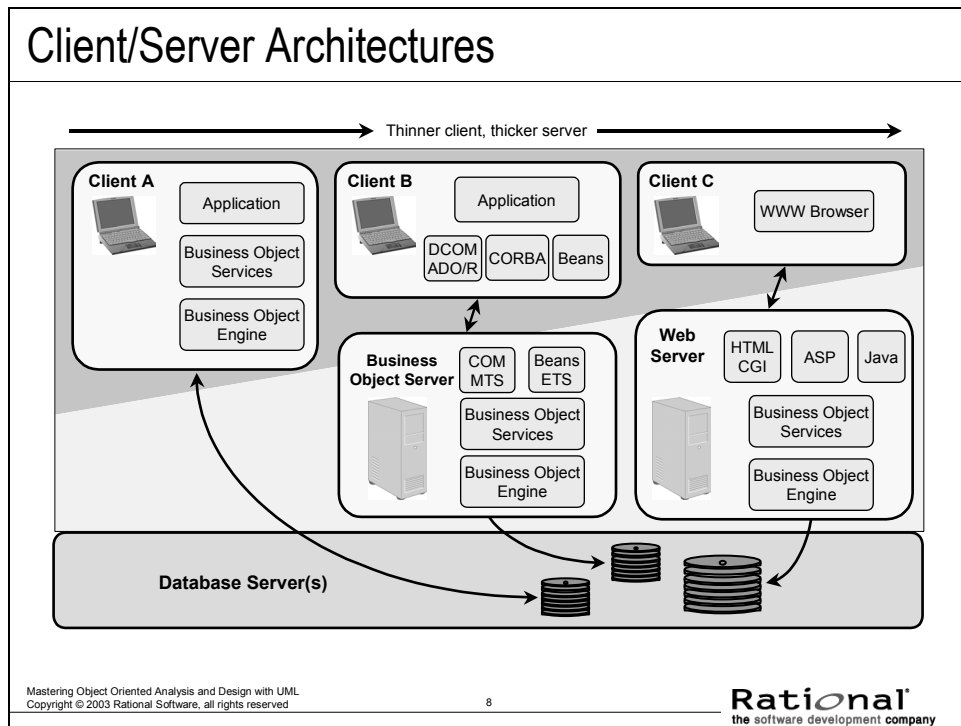 Client/Server Architectures
Thinner client, thicker server
Client A
Application
Business Object
Services
Business Object
Engine
Client B
Application
DCOM
ADO/R
CORBA
Beans
Client C
WWW Browser
Business
Object Server
COM
MTS
Beans
ETS
Business Object
Services
Business Object
Engine
Web
Server
HTML
CGI
ASP
Java
Business Object
Services
Business Object
Engine
Database Server(s)
Mastering Object Oriented Analysis and Design with UML
Copyright © 2003 Rational Software, all rights reserved
8
Rational
the software development company